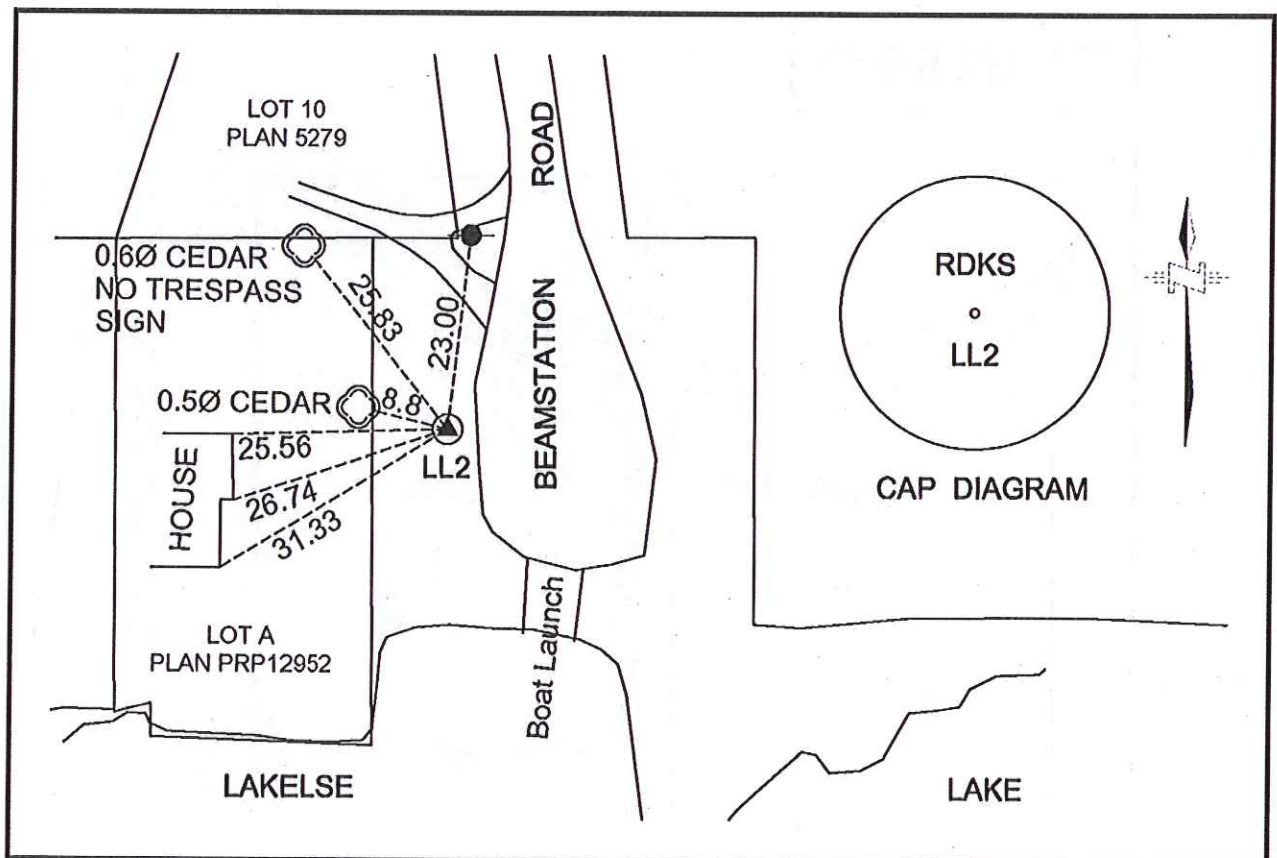 LOT 10
PLAN 5279
ROAD
0.6Ø CEDAR
NO TRESPASS
SIGN
25.83
23.00
0.5Ø CEDAR
8.8
LL2
25.56
26.74
31.33
HOUSE
BEAMSTATION
LOT A
PLAN PRP12952
Boat Launch
LAKELSE
LAKE
RDKS
LL2
CAP DIAGRAM